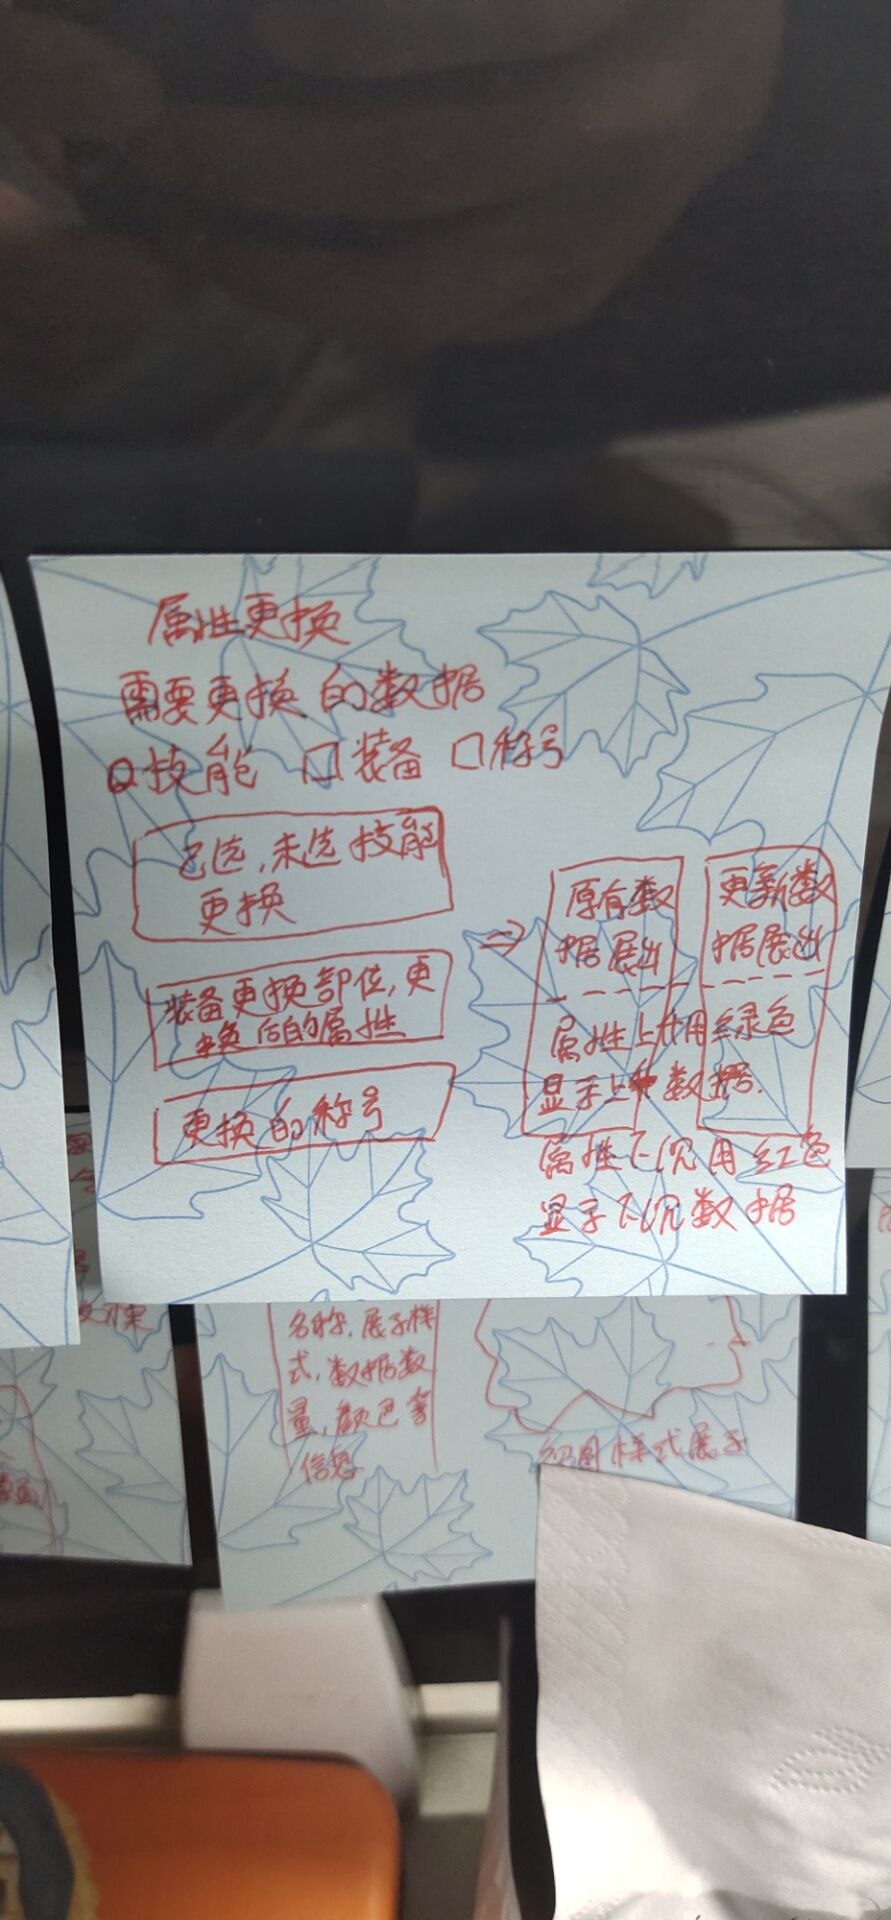 属性更换
需要更换的数据
技能 装备 称号
已选,未选技能
更换
装备更换部位,更
换后的属性
更换的称号
⇒
原有数
据展出
更新数
据展出
属性上升用绿色
显示上升数据.
属性下沉用红色
显示下沉数据
名称,展示样
式,数据数
量,颜色等
信息
图样式展示